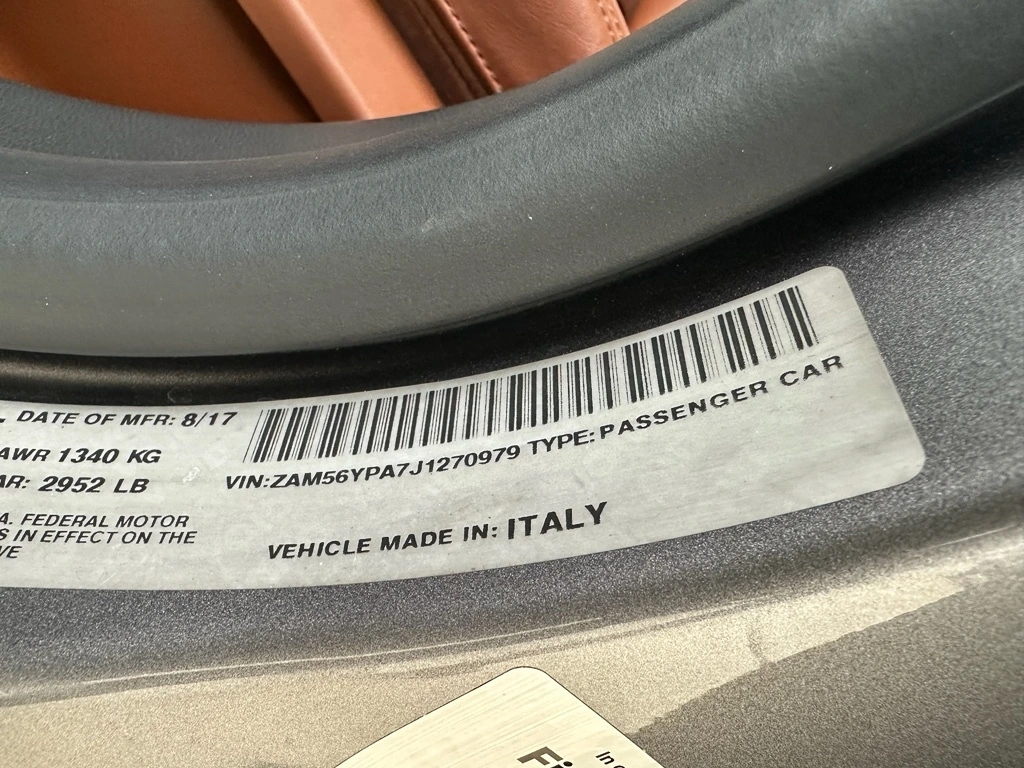 . DATE OF MFR: 8/17
AWR 1340 KG
AR: 2952 LB
VIN:ZAM56YPA7J1270979 TYPE:PASSENGER CAR
A. FEDERAL MOTOR
S IN EFFECT ON THE
VE
VEHICLE MADE IN: ITALY